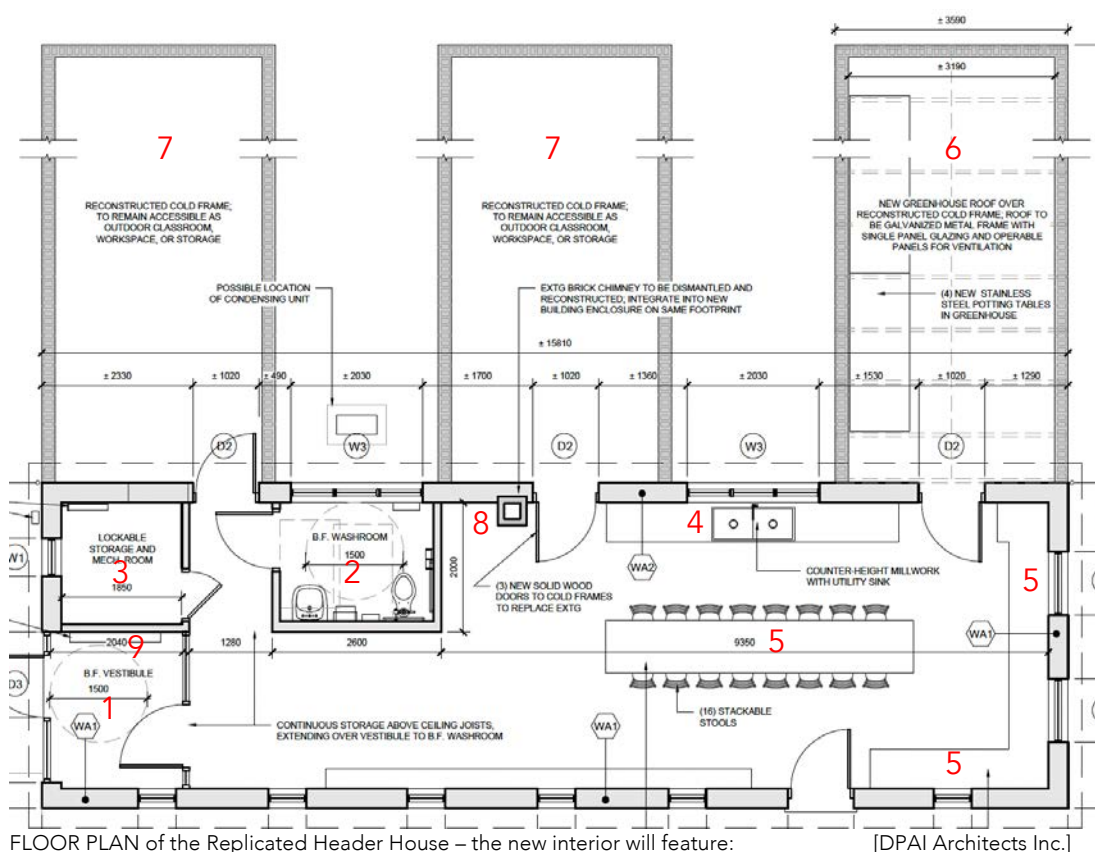 ± 3590
± 3190
7
7
6
RECONSTRUCTED COLD FRAME;
TO REMAIN ACCESSIBLE AS
OUTDOOR CLASSROOM,
WORKSPACE, OR STORAGE
RECONSTRUCTED COLD FRAME;
TO REMAIN ACCESSIBLE AS
OUTDOOR CLASSROOM,
WORKSPACE, OR STORAGE
NEW GREENHOUSE ROOF OVER
RECONSTRUCTED COLD FRAME; ROOF TO
BE GALVANIZED METAL FRAME WITH
SINGLE PANEL GLAZING AND OPERABLE
PANELS FOR VENTILATION
POSSIBLE LOCATION
OF CONDENSING UNIT
EXTG BRICK CHIMNEY TO BE DISMANTLED AND
RECONSTRUCTED; INTEGRATE INTO NEW
BUILDING ENCLOSURE ON SAME FOOTPRINT
(4) NEW STAINLESS
STEEL POTTING TABLES
IN GREENHOUSE
± 15810
± 2330
± 1020
± 490
± 2030
± 1700
± 1020
± 1360
± 2030
± 1530
± 1020
± 1290
D2
W3
D2
W3
D2
8
4
LOCKABLE
STORAGE AND
MECH. ROOM
3
1850
W1
B.F. WASHROOM
1500
2
2000
WA2
(3) NEW SOLID WOOD
DOORS TO COLD FRAMES
TO REPLACE EXTG
COUNTER-HEIGHT MILLWORK
WITH UTILITY SINK
5
2040
9
1280
2600
9350
5
WA1
B.F. VESTIBULE
1500
1
D3
WA1
CONTINUOUS STORAGE ABOVE CEILING JOISTS,
EXTENDING OVER VESTIBULE TO B.F. WASHROOM
WA1
(16) STACKABLE
STOOLS
5
FLOOR PLAN of the Replicated Header House – the new interior will feature:
[DPAI Architects Inc.]